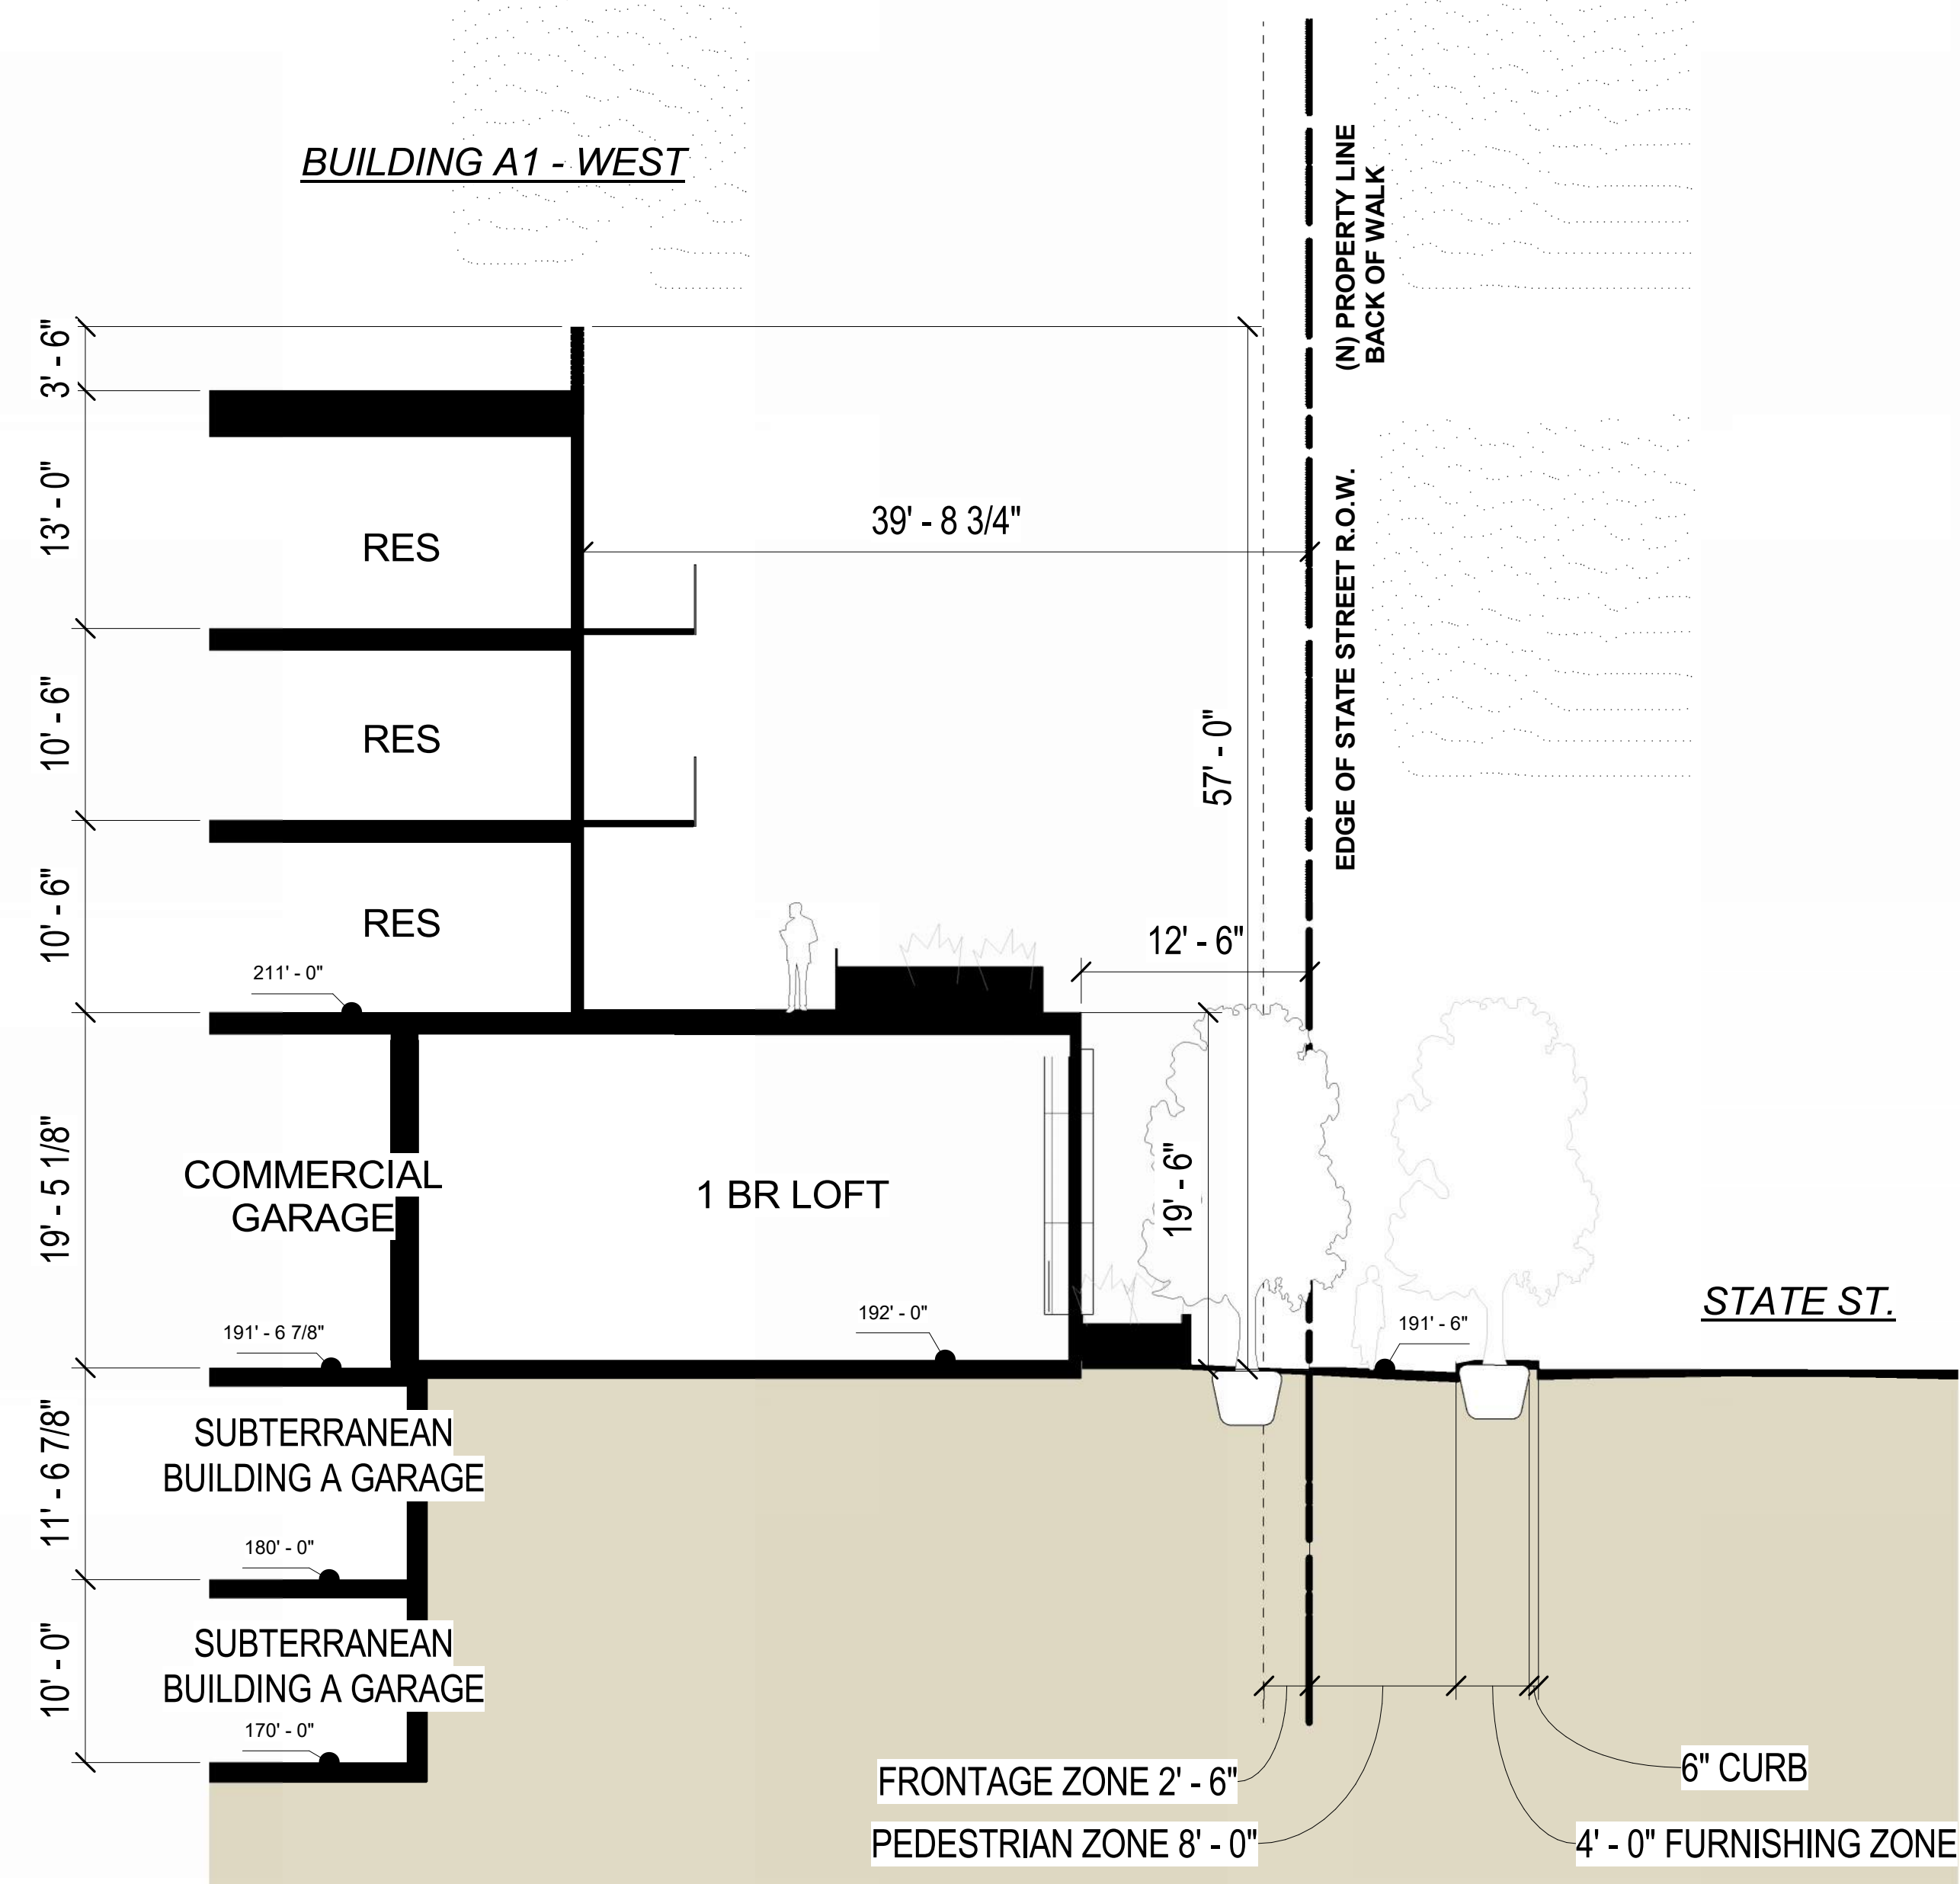 BUILDING A1 - WEST
(N) PROPERTY LINE
BACK OF WALK
3' - 6"
13' - 0"
RES
39' - 8 3/4"
EDGE OF STATE STREET R.O.W.
10' - 6"
RES
57' - 0"
10' - 6"
RES
12' - 6"
211' - 0"
19' - 5 1/8"
COMMERCIAL
GARAGE
1 BR LOFT
19' - 6"
STATE ST.
191' - 6 7/8"
192' - 0"
191' - 6"
11' - 6 7/8"
SUBTERRANEAN
BUILDING A GARAGE
180' - 0"
10' - 0"
SUBTERRANEAN
BUILDING A GARAGE
170' - 0"
FRONTAGE ZONE 2' - 6"
6" CURB
PEDESTRIAN ZONE 8' - 0"
4' - 0" FURNISHING ZONE